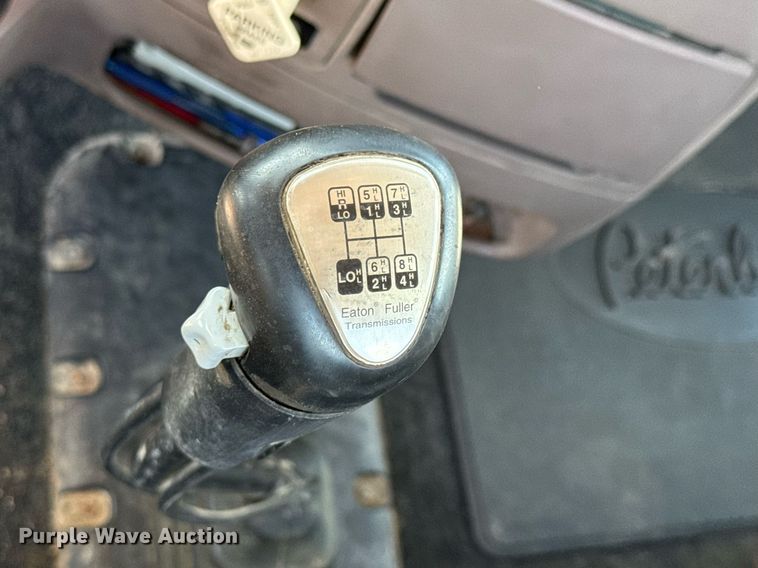 PARKING
HI 5 H L 7 H L
R
LO 1 H L 3 H L
LO H L 6 H L 8 H L
2 H L 4 H L
Eaton® Fuller®
Transmissions
Peterb
Purple Wave Auction